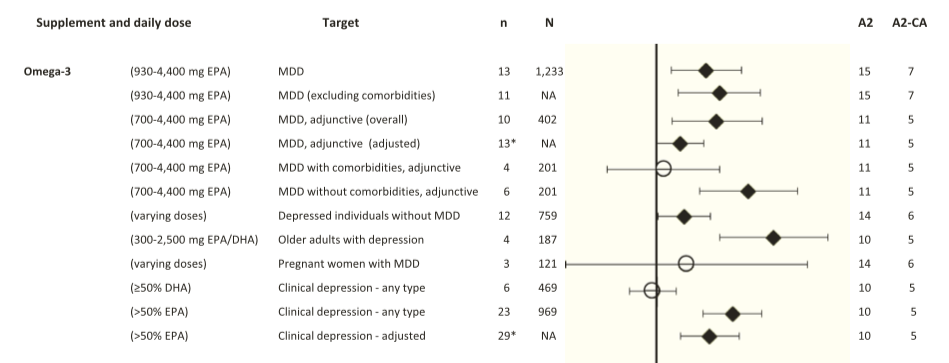 Supplement and daily dose Target n N A2 A2-CA
Omega-3 (930-4,400 mg EPA) MDD 13 1,233 15 7
(930-4,400 mg EPA) MDD (excluding comorbidities) 11 NA 15 7
(700-4,400 mg EPA) MDD, adjunctive (overall) 10 402 11 5
(700-4,400 mg EPA) MDD, adjunctive (adjusted) 13* NA 11 5
(700-4,400 mg EPA) MDD with comorbidities, adjunctive 4 201 11 5
(700-4,400 mg EPA) MDD without comorbidities, adjunctive 6 201 11 5
(varying doses) Depressed individuals without MDD 12 759 14 6
(300-2,500 mg EPA/DHA) Older adults with depression 4 187 10 5
(varying doses) Pregnant women with MDD 3 121 14 6
(≥50% DHA) Clinical depression - any type 6 469 10 5
(>50% EPA) Clinical depression - any type 23 969 10 5
(>50% EPA) Clinical depression - adjusted 29* NA 10 5